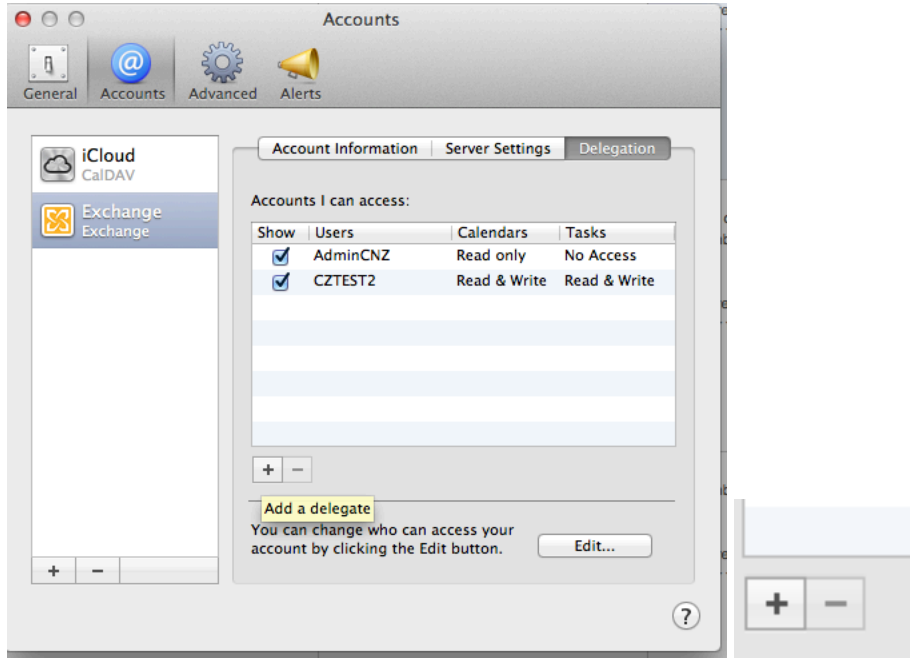 Accounts
General Accounts Advanced Alerts
iCloud
CalDAV
Exchange
Exchange
Account Information Server Settings Delegation
Accounts I can access:
Show Users Calendars Tasks
AdminCNZ Read only No Access
CZTEST2 Read & Write Read & Write
+ −
Add a delegate
You can change who can access your
account by clicking the Edit button.
Edit...
+ −
?
+ −